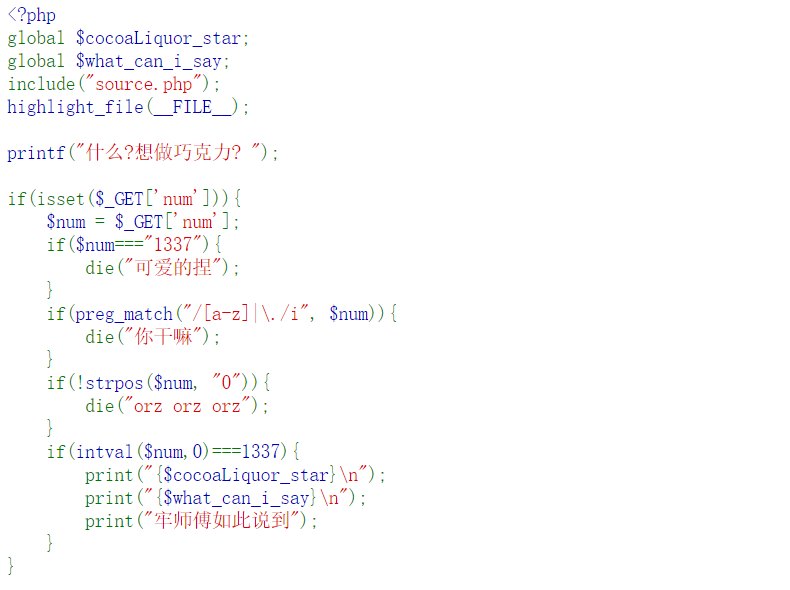 <?php
global $cocoaLiquor_star;
global $what_can_i_say;
include("source.php");
highlight_file(__FILE__);
printf("什么?想做巧克力? ");
if(isset($_GET['num'])){
    $num = $_GET['num'];
    if($num==="1337"){
        die("可爱的捏");
    }
    if(preg_match("/[a-z]|\./i", $num)){
        die("你干嘛");
    }
    if(!strpos($num, "0")){
        die("orz orz orz");
    }
    if(intval($num,0)===1337){
        print("{$cocoaLiquor_star}\n");
        print("{$what_can_i_say}\n");
        print("牢师傅如此说到");
    }
}